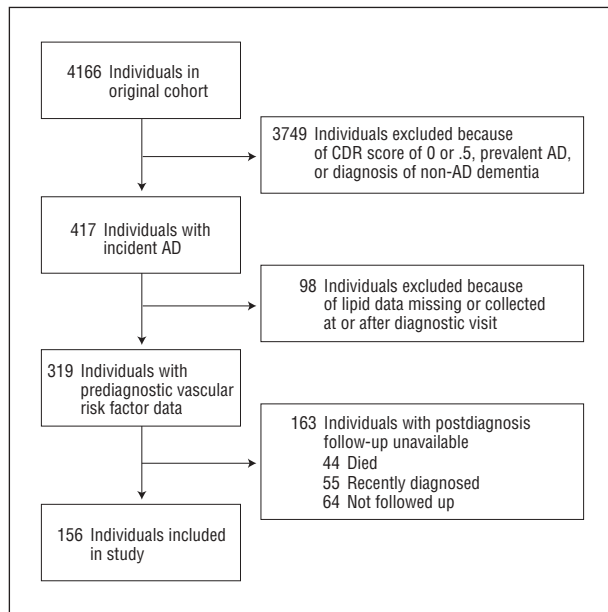 4166 Individuals in
original cohort
3749 Individuals excluded because
of CDR score of 0 or .5, prevalent AD,
or diagnosis of non-AD dementia
417 Individuals with
incident AD
98 Individuals excluded because
of lipid data missing or collected
at or after diagnostic visit
319 Individuals with
prediagnostic vascular
risk factor data
163 Individuals with postdiagnosis
follow-up unavailable
44 Died
55 Recently diagnosed
64 Not followed up
156 Individuals included
in study